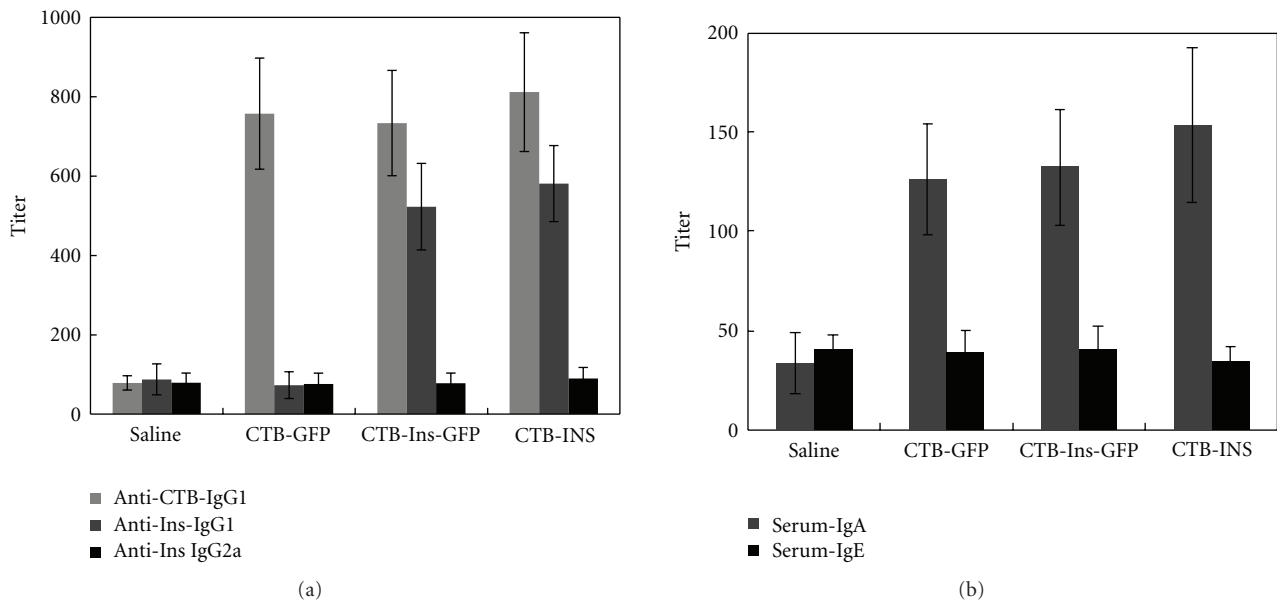 1000
800
600
400
200
0
Titer
Saline CTB-GFP CTB-Ins-GFP CTB-INS
Anti-CTB-IgG1
Anti-Ins-IgG1
Anti-Ins IgG2a
(a)
200
150
100
50
0
Titer
Saline CTB-GFP CTB-Ins-GFP CTB-INS
Serum-IgA
Serum-IgE
(b)